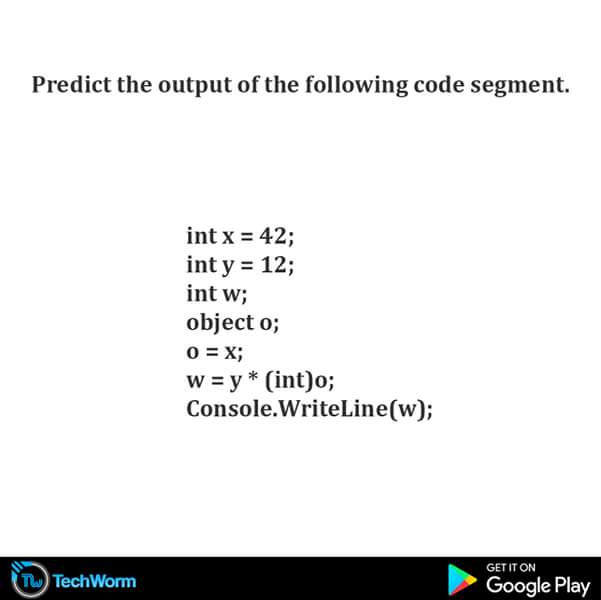 Predict the output of the following code segment.
int x = 42;
int y = 12;
int w;
object o;
o = x;
w = y * (int)o;
Console.WriteLine(w);
TW TechWorm
GET IT ON
Google Play